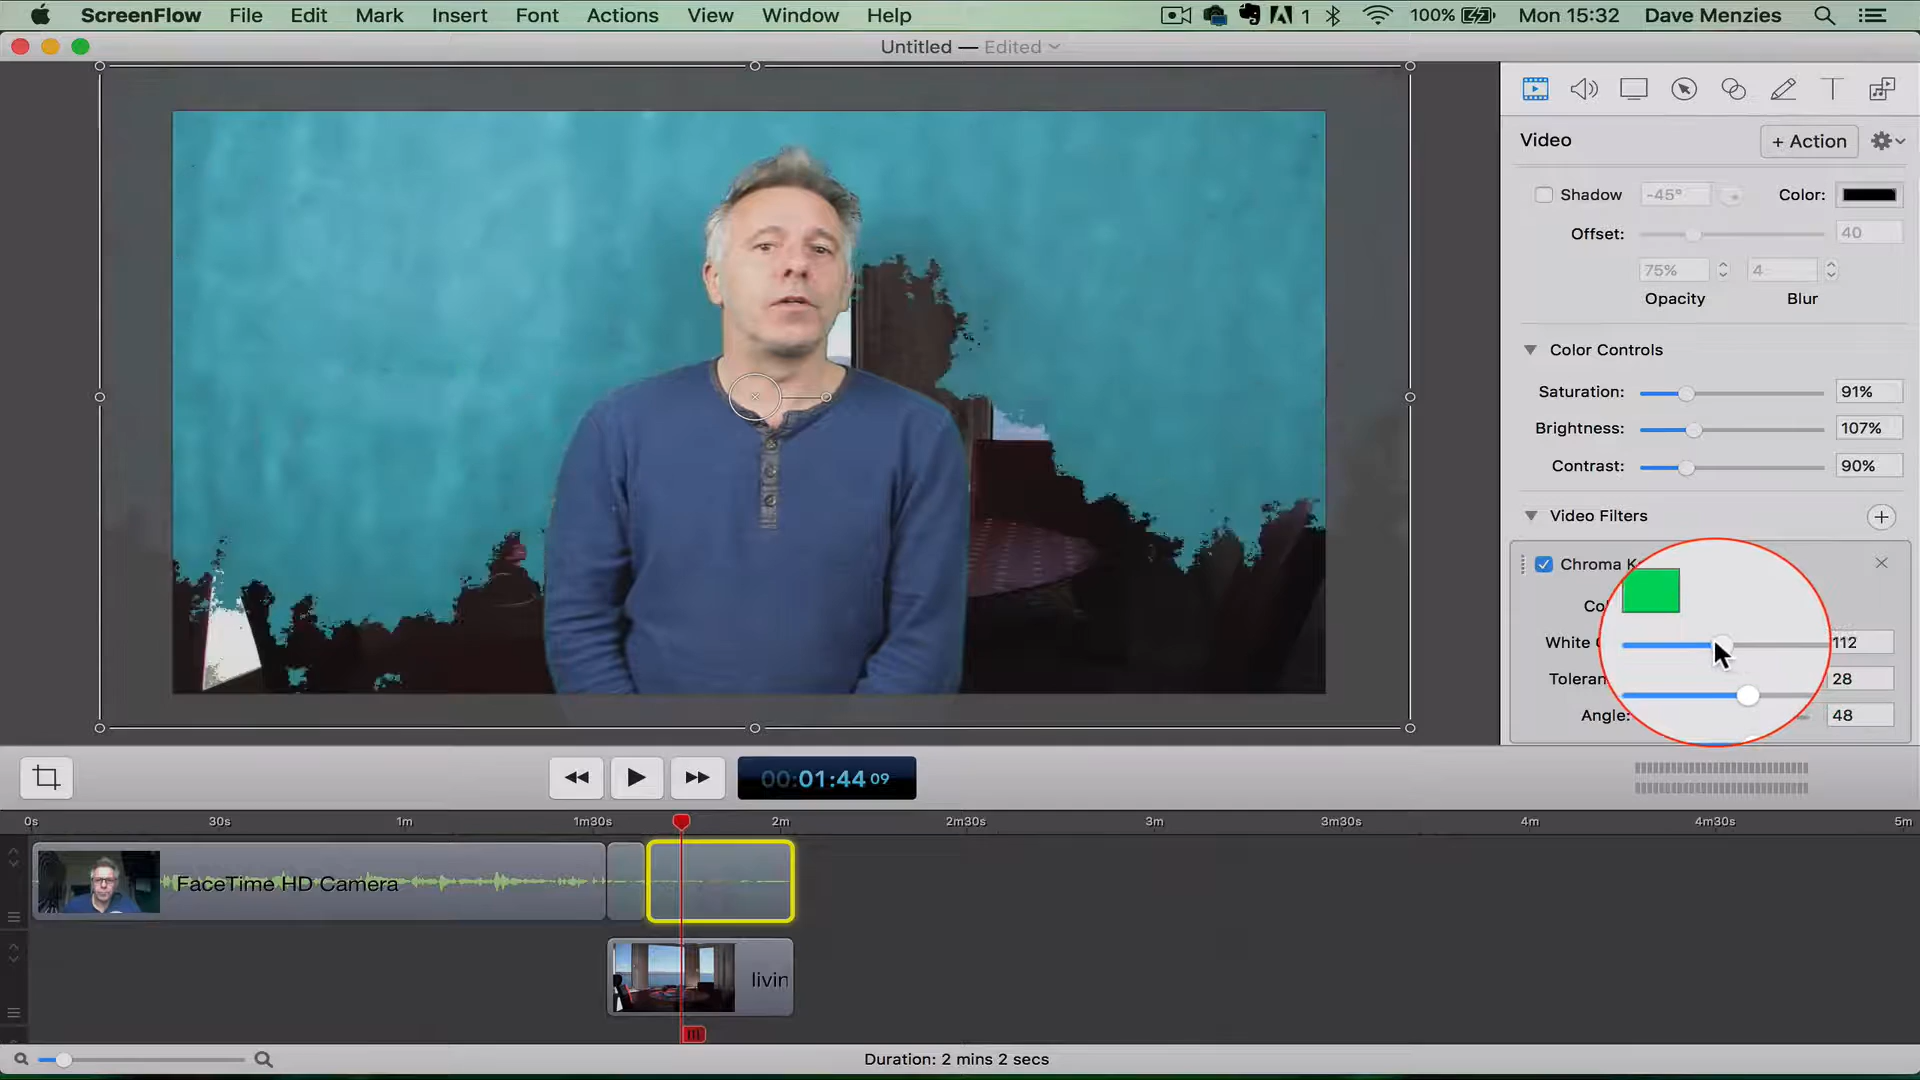 ScreenFlow File Edit Mark Insert Font Actions View Window Help 1 100% Mon 15:32 Dave Menzies
Untitled — Edited
Video + Action
Shadow -45° Color:
Offset: 40
75% 4
Opacity Blur
Color Controls
Saturation: 91%
Brightness: 107%
Contrast: 90%
Video Filters
Chroma K
Co
White 112
Toleran 28
Angle: 48
00:01:44 09
0s 30s 1m 1m30s 2m 2m30s 3m 3m30s 4m 4m30s 5m
FaceTime HD Camera
livin
Duration: 2 mins 2 secs